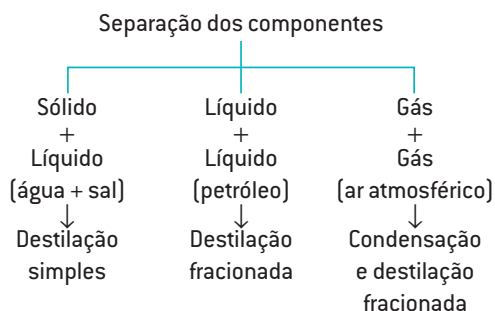 Separação dos componentes
Sólido
+
Líquido
(água + sal)
Destilação
simples
Líquido
+
Líquido
(petróleo)
Destilação
fracionada
Gás
+
Gás
(ar atmosférico)
Condensação
e destilação
fracionada